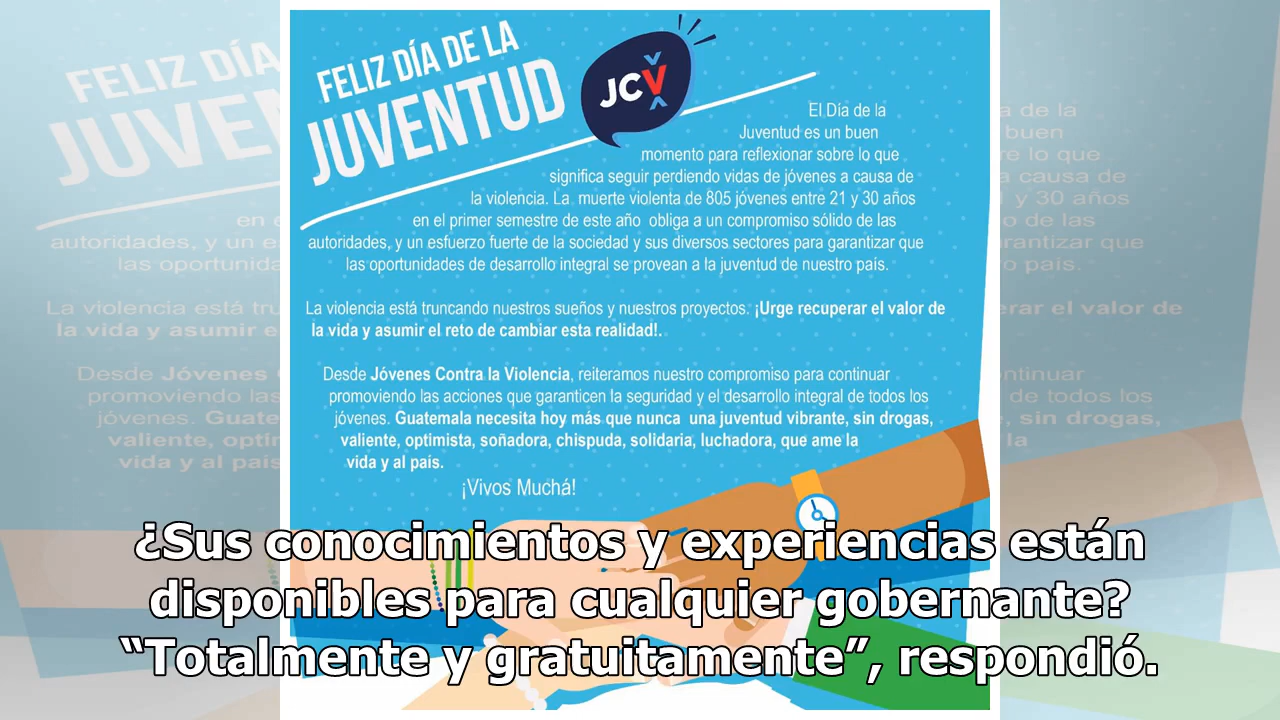 FELIZ DÍA DE LA
JUVENTUD
JCV
El Día de la
Juventud es un buen
momento para reflexionar sobre lo que
significa seguir perdiendo vidas de jóvenes a causa de
la violencia. La muerte violenta de 805 jóvenes entre 21 y 30 años
en el primer semestre de este año obliga a un compromiso sólido de las
autoridades, y un esfuerzo fuerte de la sociedad y sus diversos sectores para garantizar que
las oportunidades de desarrollo integral se provean a la juventud de nuestro país.
La violencia está truncando nuestros sueños y nuestros proyectos. ¡Urge recuperar el valor de
la vida y asumir el reto de cambiar esta realidad!.
Desde Jóvenes Contra la Violencia, reiteramos nuestro compromiso para continuar
promoviendo las acciones que garanticen la seguridad y el desarrollo integral de todos los
jóvenes. Guatemala necesita hoy más que nunca una juventud vibrante, sin drogas,
valiente, optimista, soñadora, chispuda, solidaria, luchadora, que ame la
vida y al país.
¡Vivos Muchá!
¿Sus conocimientos y experiencias están
disponibles para cualquier gobernante?
“Totalmente y gratuitamente”, respondió.